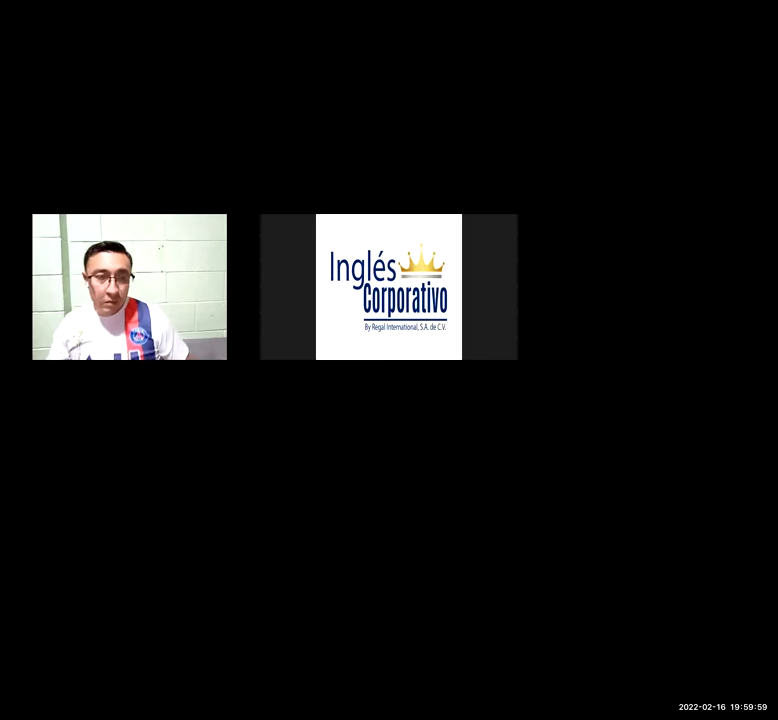 Inglés
Corporativo
By Regal International, S.A. de C.V.
2022-02-16 19:59:59